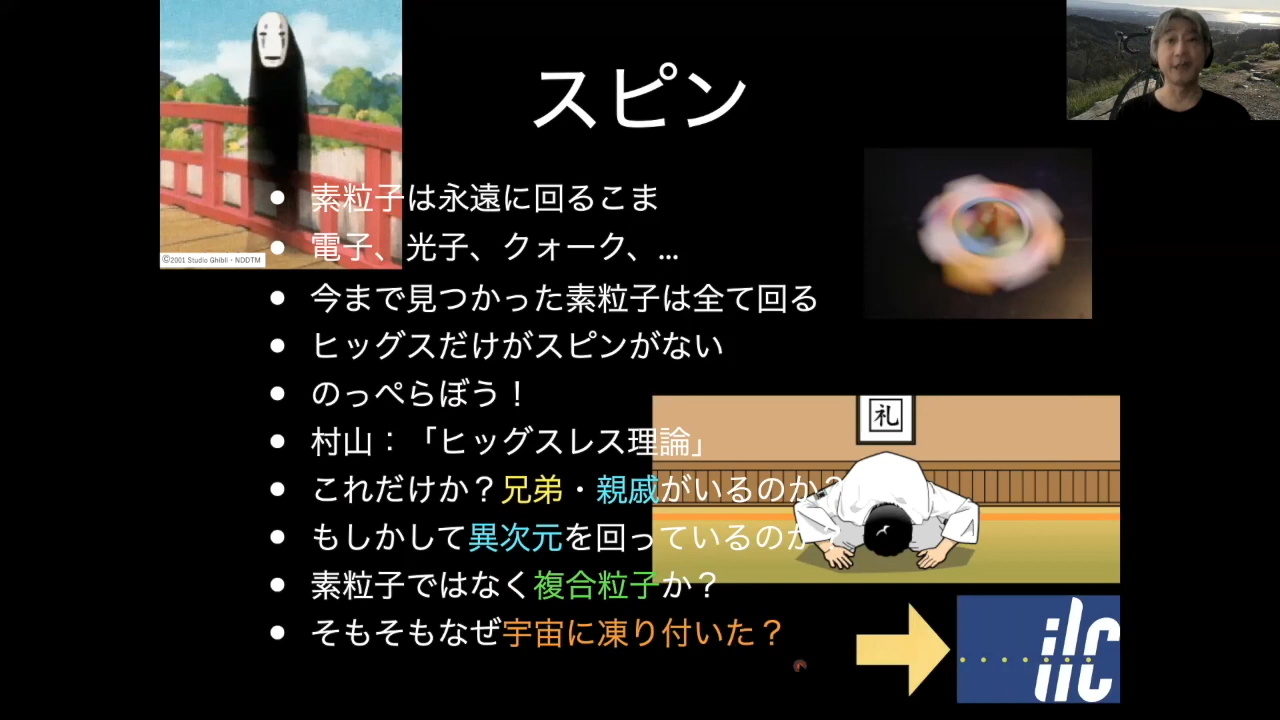 スピン
©2001 Studio Ghibli・NDDTM
素粒子は永遠に回るこま
電子、光子、クォーク、...
今まで見つかった素粒子は全て回る
ヒッグスだけがスピンがない
のっぺらぼう！
礼
村山：「ヒッグスレス理論」
これだけか？兄弟・親戚がいるのか？
もしかして異次元を回っているのか？
素粒子ではなく複合粒子か？
そもそもなぜ宇宙に凍り付いた？
ilc